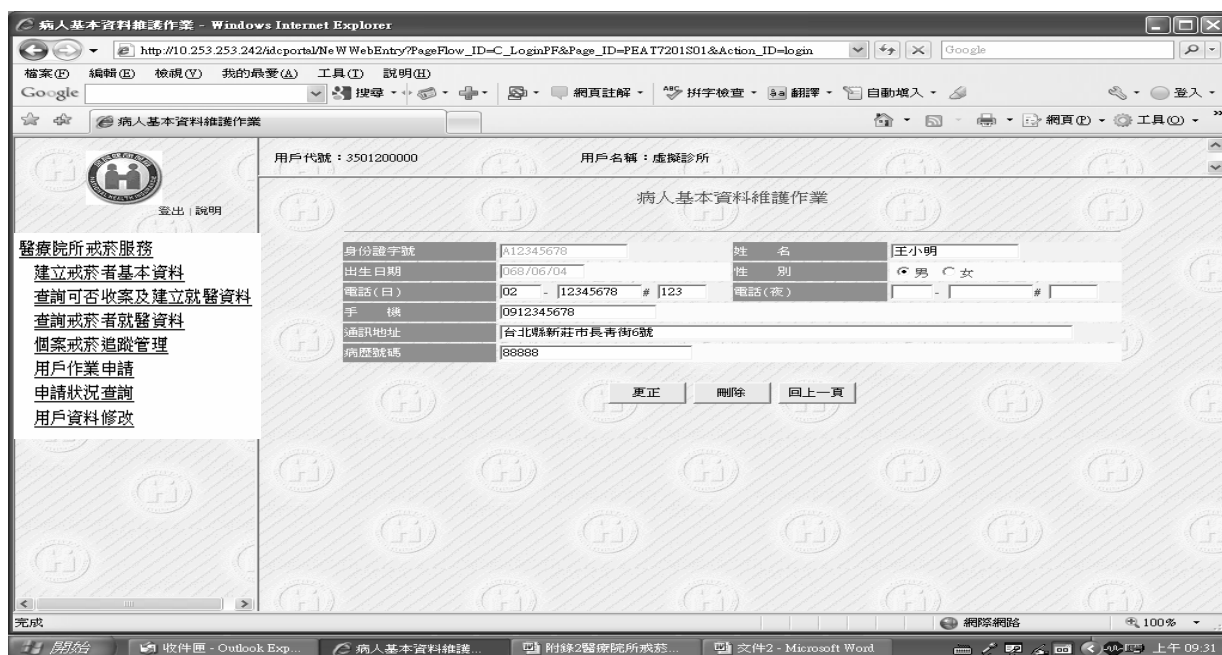 病人基本資料維護作業 - Windows Internet Explorer
http://10.253.253.242/idcportal/NeWWebEntry?PageFlow_ID=C_LoginPF&Page_ID=PEAT7201S01&Action_ID=login Google
檔案(F) 編輯(E) 檢視(V) 我的最愛(A) 工具(T) 說明(H)
Google 搜尋 網頁註解 ABC 拼字檢查 翻譯 自動填入 登入
病人基本資料維護作業 網頁(P) 工具(O)
用戶代號：3501200000 用戶名稱：虛擬診所
登出 | 說明
病人基本資料維護作業
醫療院所戒菸服務
建立戒菸者基本資料
查詢可否收案及建立就醫資料
查詢戒菸者就醫資料
個案戒菸追蹤管理
用戶作業申請
申請狀況查詢
用戶資料修改
身份證字號 A12345678 姓 名 王小明
出生日期 068/06/04 性 別 男 女
電話(日) 02 - 12345678 # 123 電話(夜) - #
手 機 0912345678
通訊地址 台北縣新莊市長青街6號
病歷號碼 88888
更正 刪除 回上一頁
完成 網際網路 100%
開始 收件匣 - Outlook Exp... 病人基本資料維護... 附錄2醫療院所戒菸... 文件2 - Microsoft Word 上午 09:31